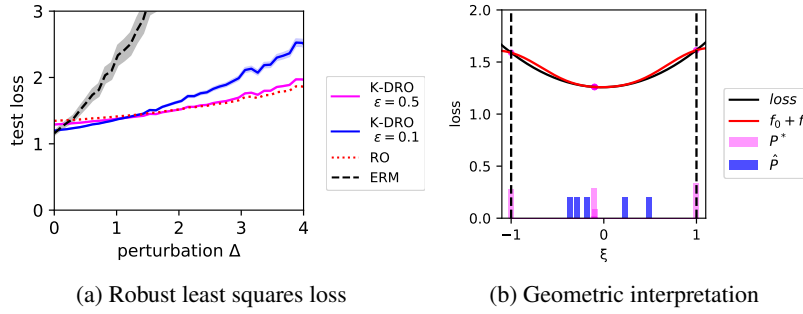 3
2
1
0
0
1
2
3
4
test loss
perturbation Δ
K-DRO
ε = 0.5
K-DRO
ε = 0.1
RO
ERM
(a) Robust least squares loss
2.0
1.5
1.0
0.5
0.0
−1
0
1
loss
ξ
loss
f₀ + f
P*
P̂
(b) Geometric interpretation